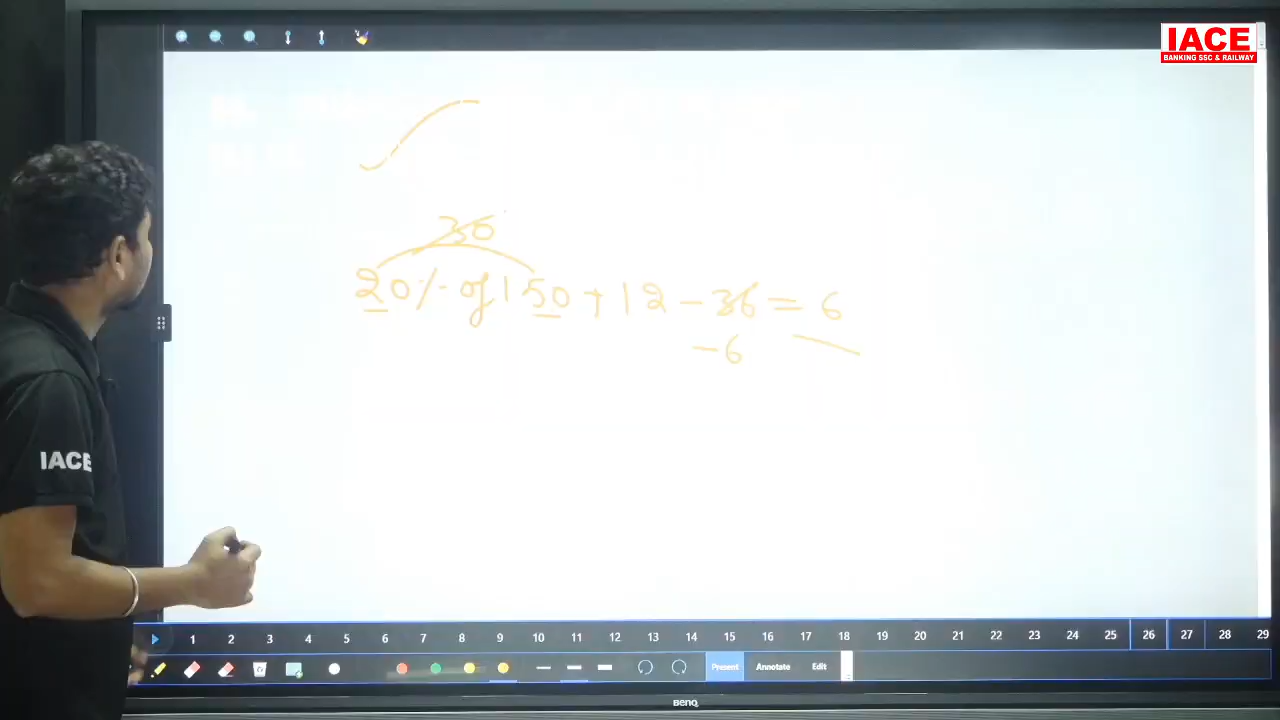 IACE
BANKING SSC & RAILWAY
30
20% of 150 + 12 - 36 = 6
- 6
IACE
1 2 3 4 5 6 7 8 9 10 11 12 13 14 15 16 17 18 19 20 21 22 23 24 25 26 27 28 29
Present Annotate Edit
BENQ